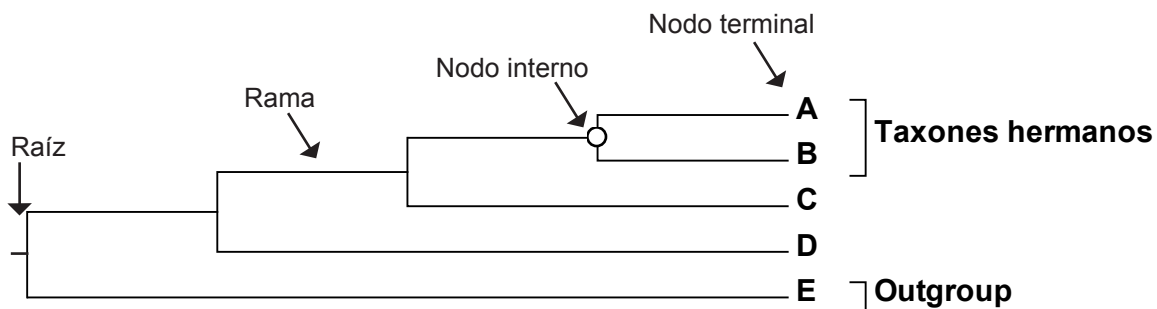 Nodo terminal
Nodo interno
Rama
Raíz
A
B
Taxones hermanos
C
D
E
Outgroup